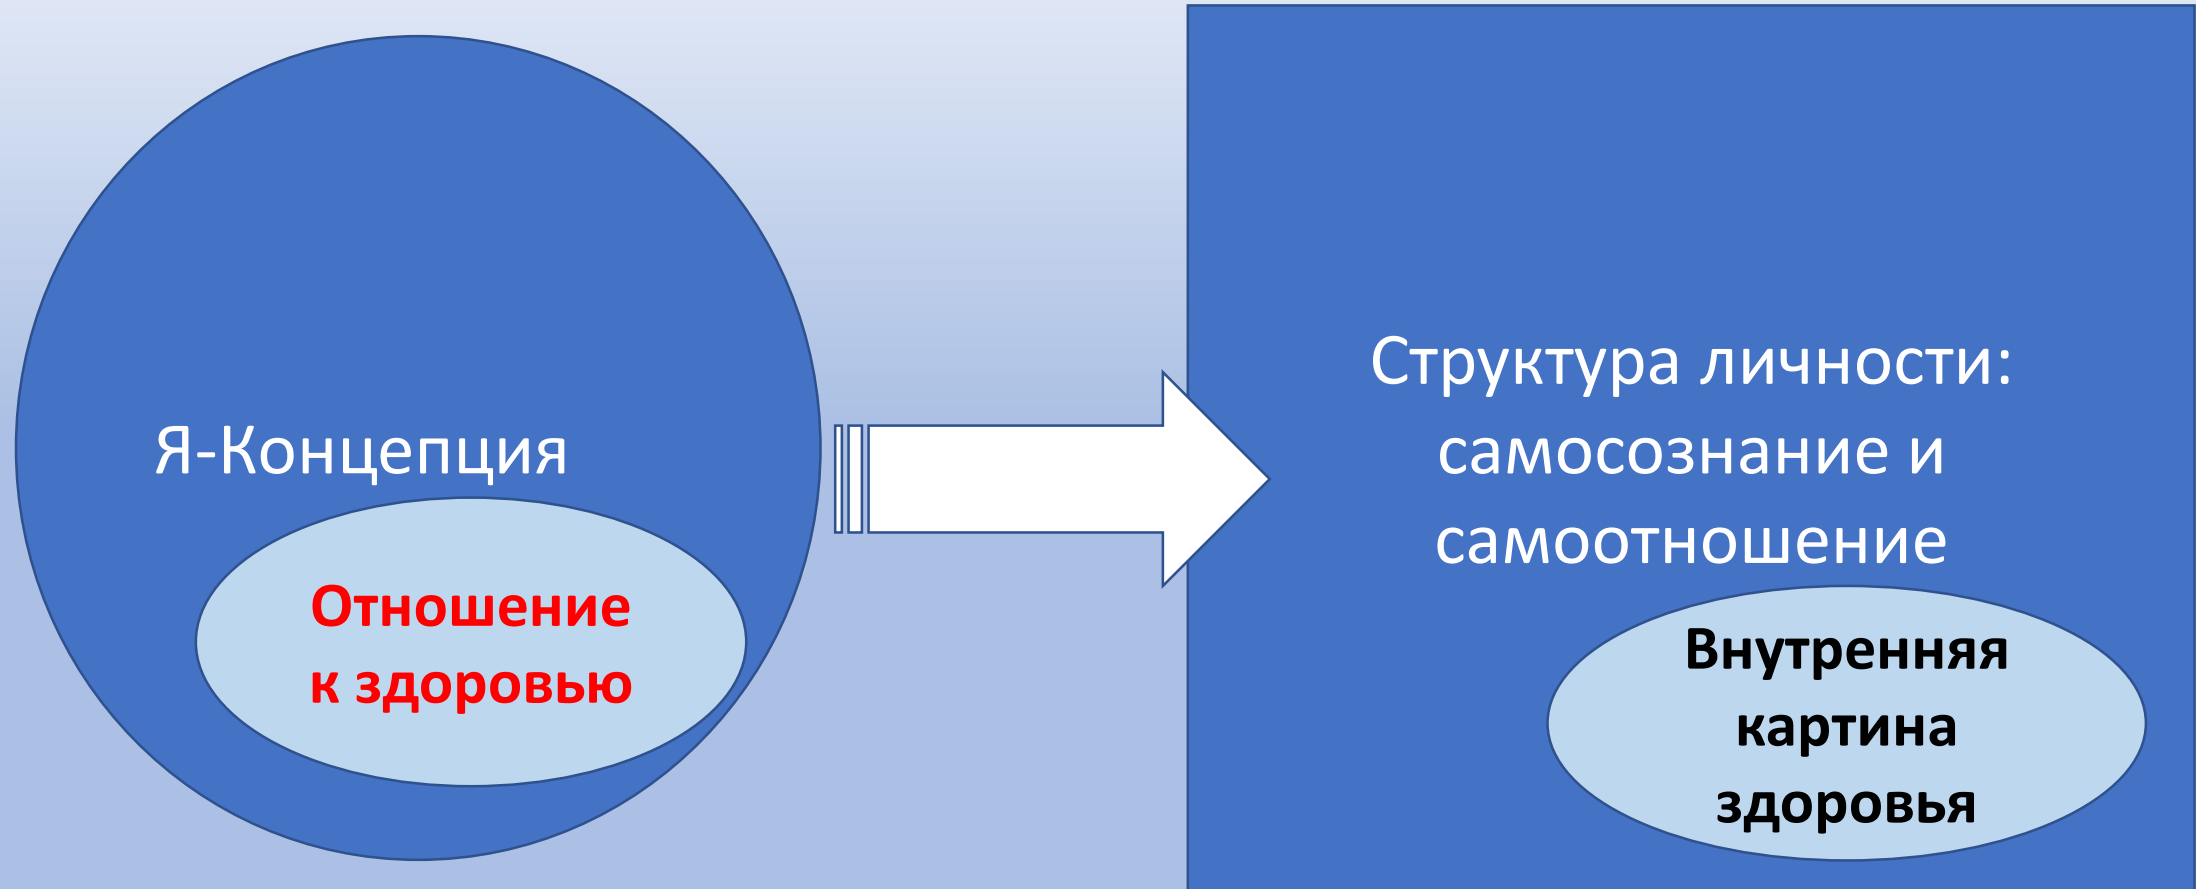 Я-Концепция
Отношение
к здоровью
Структура личности:
самосознание и
самоотношение
Внутренняя
картина
здоровья